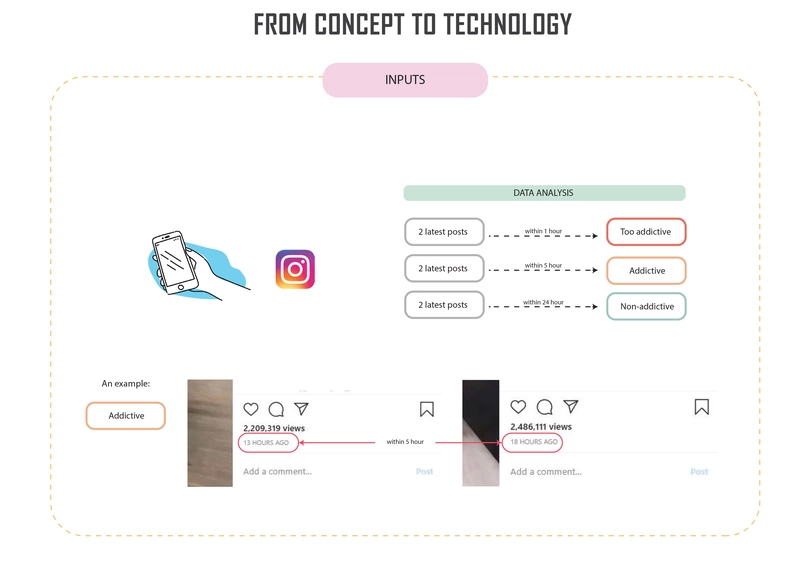 FROM CONCEPT TO TECHNOLOGY
INPUTS
DATA ANALYSIS
2 latest posts
within 1 hour
Too addictive
2 latest posts
within 5 hour
Addictive
2 latest posts
within 24 hour
Non-addictive
An example:
Addictive
2,209,319 views
13 HOURS AGO
Add a comment...
Post
within 5 hour
2,486,111 views
18 HOURS AGO
Add a comment...
Post